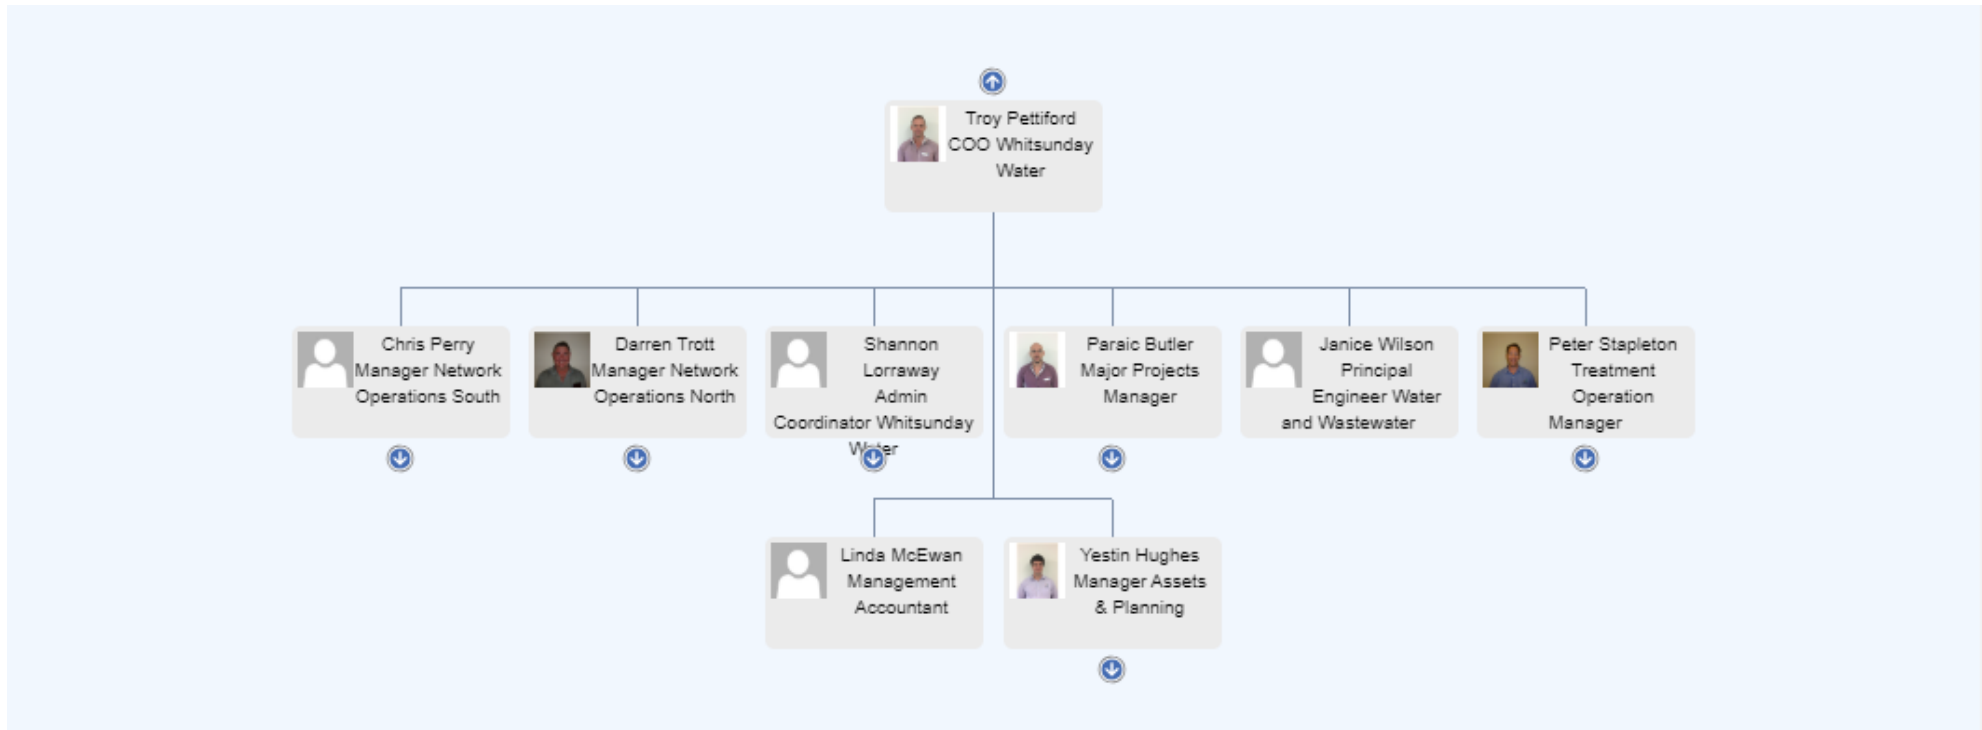 Troy Pettiford
COO Whitsunday
Water
Chris Perry
Manager Network
Operations South
Darren Trott
Manager Network
Operations North
Shannon
Lorraway
Admin
Coordinator Whitsunday
Water
Paraic Butler
Major Projects
Manager
Janice Wilson
Principal
Engineer Water
and Wastewater
Peter Stapleton
Treatment
Operation
Manager
Linda McEwan
Management
Accountant
Yestin Hughes
Manager Assets
& Planning